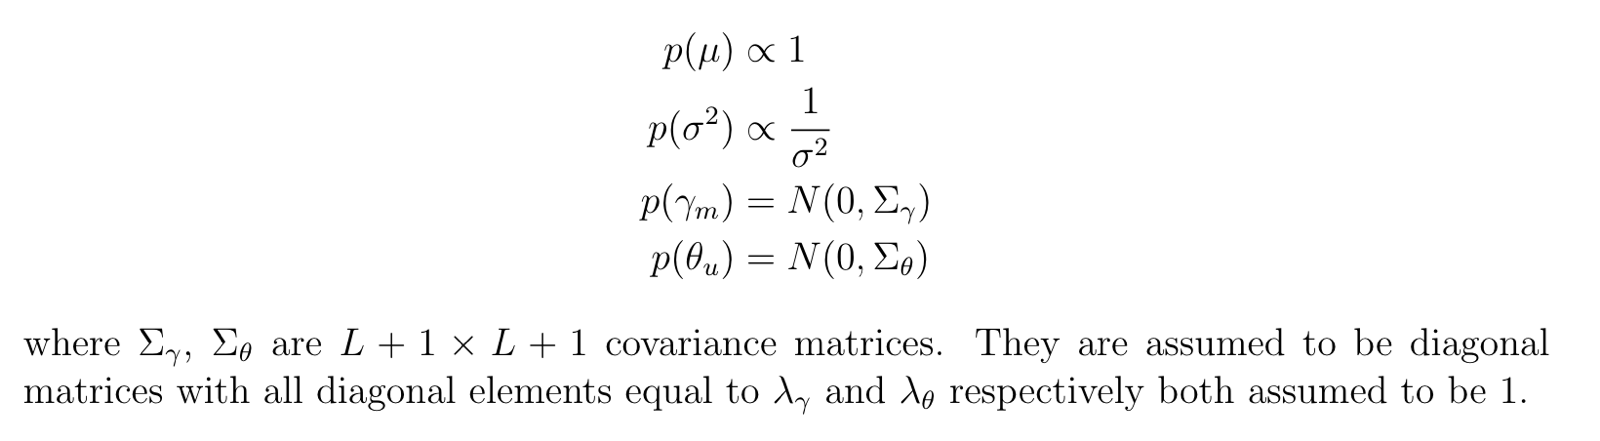 p(μ) ∝ 1
p(σ²) ∝ 1/σ²
p(γₘ) = N(0, Σ_γ)
p(θᵤ) = N(0, Σ_θ)
where Σ_γ, Σ_θ are L + 1 × L + 1 covariance matrices. They are assumed to be diagonal
matrices with all diagonal elements equal to λ_γ and λ_θ respectively both assumed to be 1.